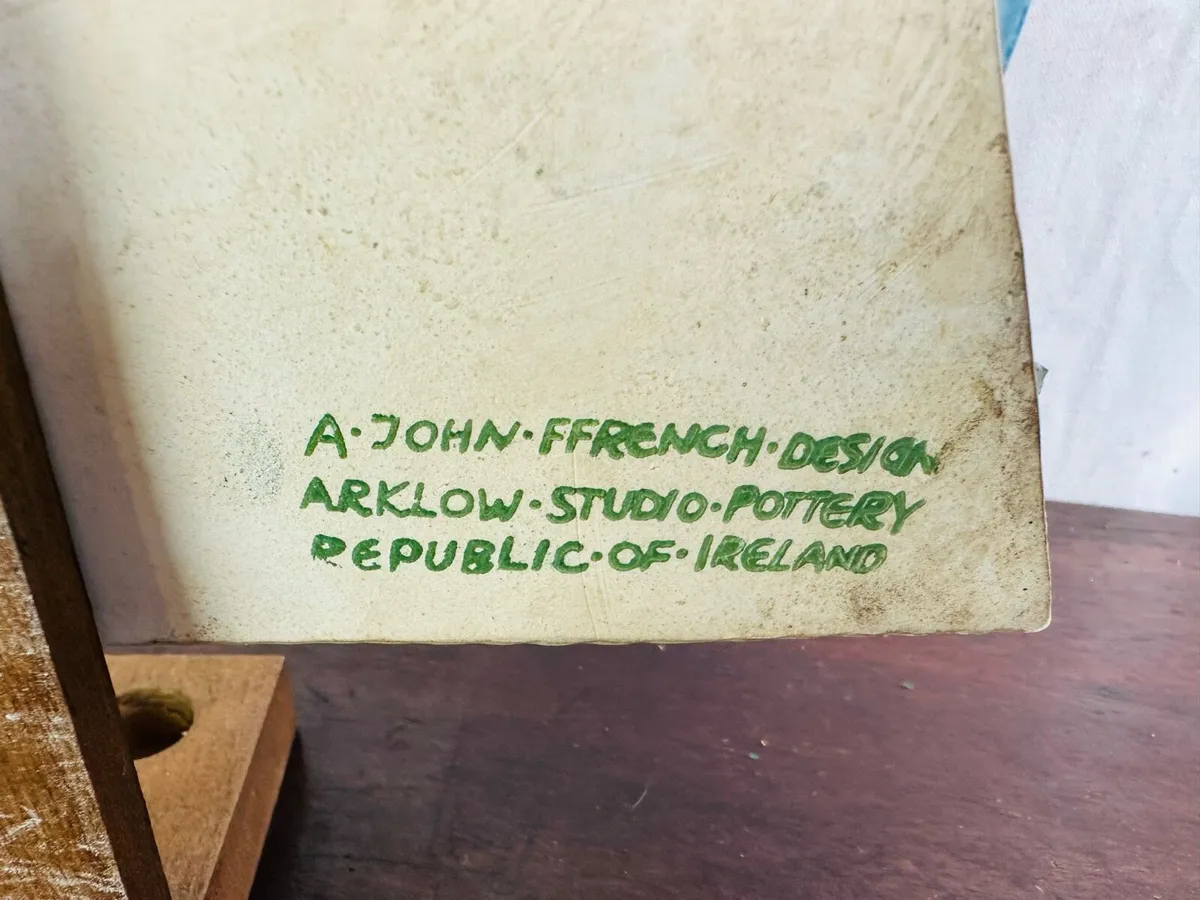 A·JOHN·FFRENCH·DESIGN
ARKLOW·STUDIO·POTTERY
REPUBLIC·OF·IRELAND